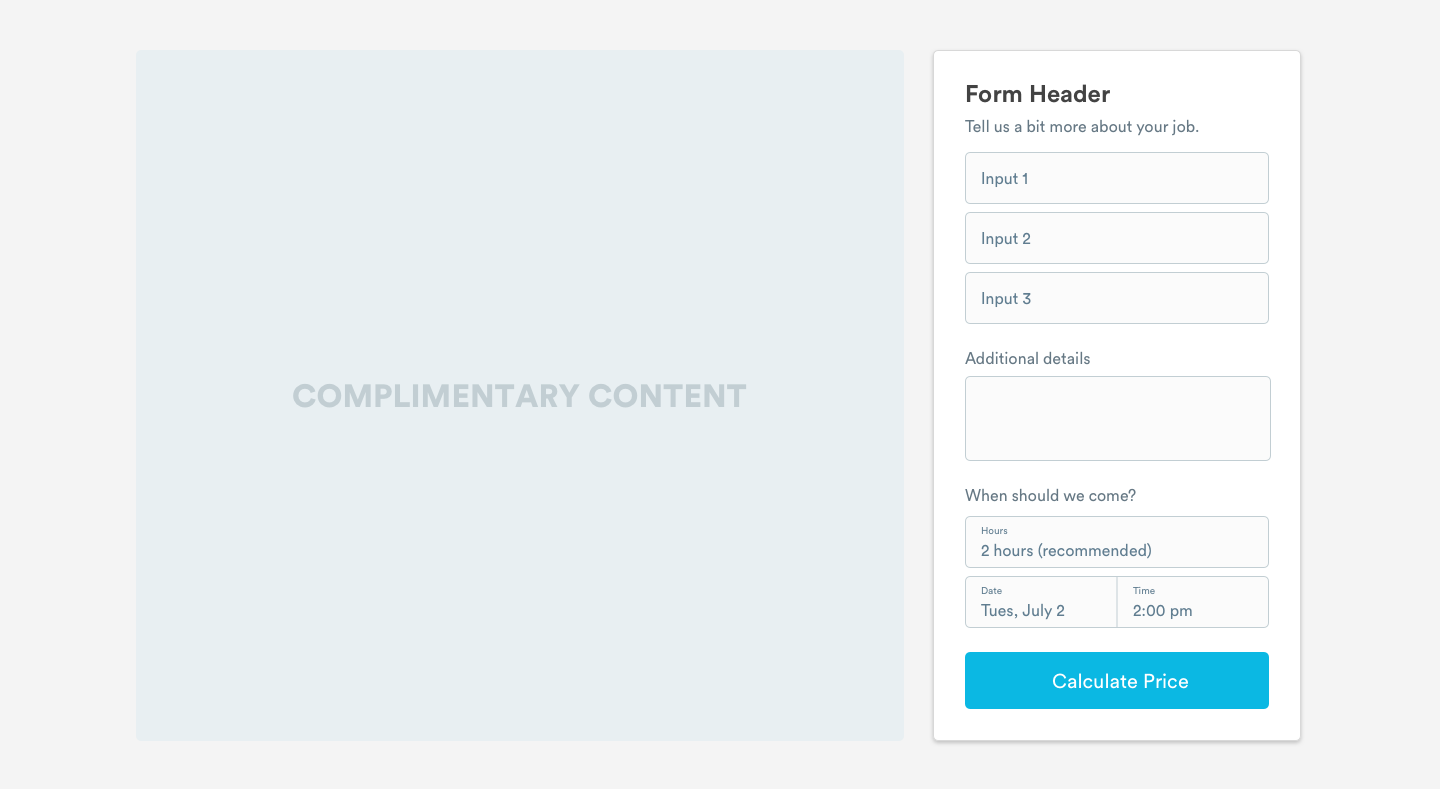 COMPLIMENTARY CONTENT
Form Header
Tell us a bit more about your job.
Input 1
Input 2
Input 3
Additional details
When should we come?
Hours
2 hours (recommended)
Date
Tues, July 2
Time
2:00 pm
Calculate Price